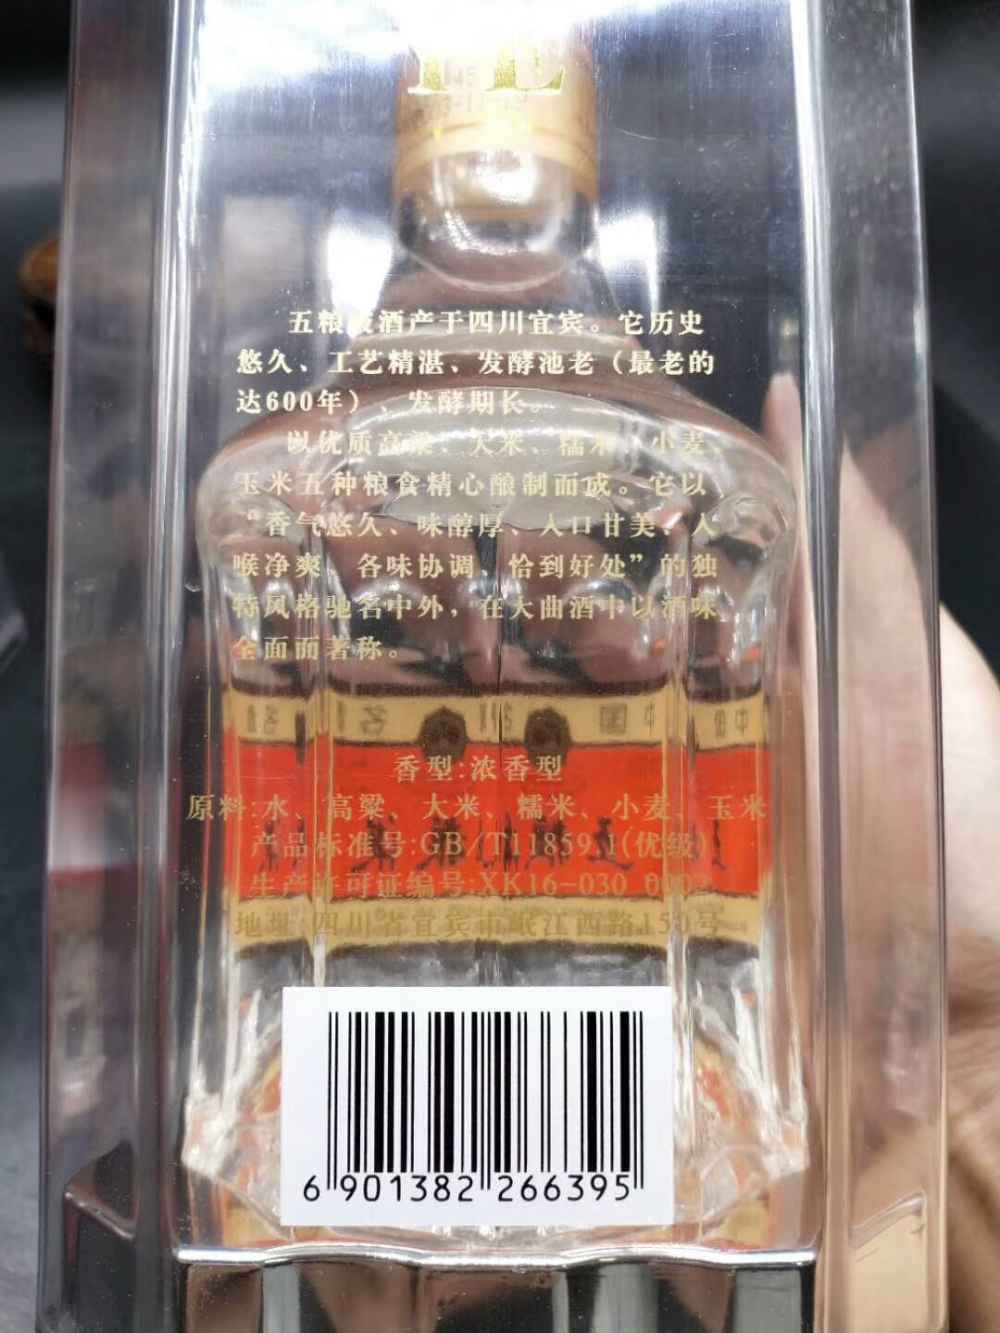 五粮液酒产于四川宜宾。它历史
悠久、工艺精湛、发酵池老（最老的
达600年）、发酵期长。
以优质高粱、大米、糯米、小麦、
玉米五种粮食精心酿制而成。它以
“香气悠久、味醇厚、入口甘美、入
喉净爽、各味协调、恰到好处”的独
特风格驰名中外，在大曲酒中以酒味
全面而著称。
香型:浓香型
原料:水、高粱、大米、糯米、小麦、玉米
产品标准号:GB/T11859.1(优级)
生产许可证编号:XK16-030
地址:四川省宜宾市岷江西路150号
6 901382 266395